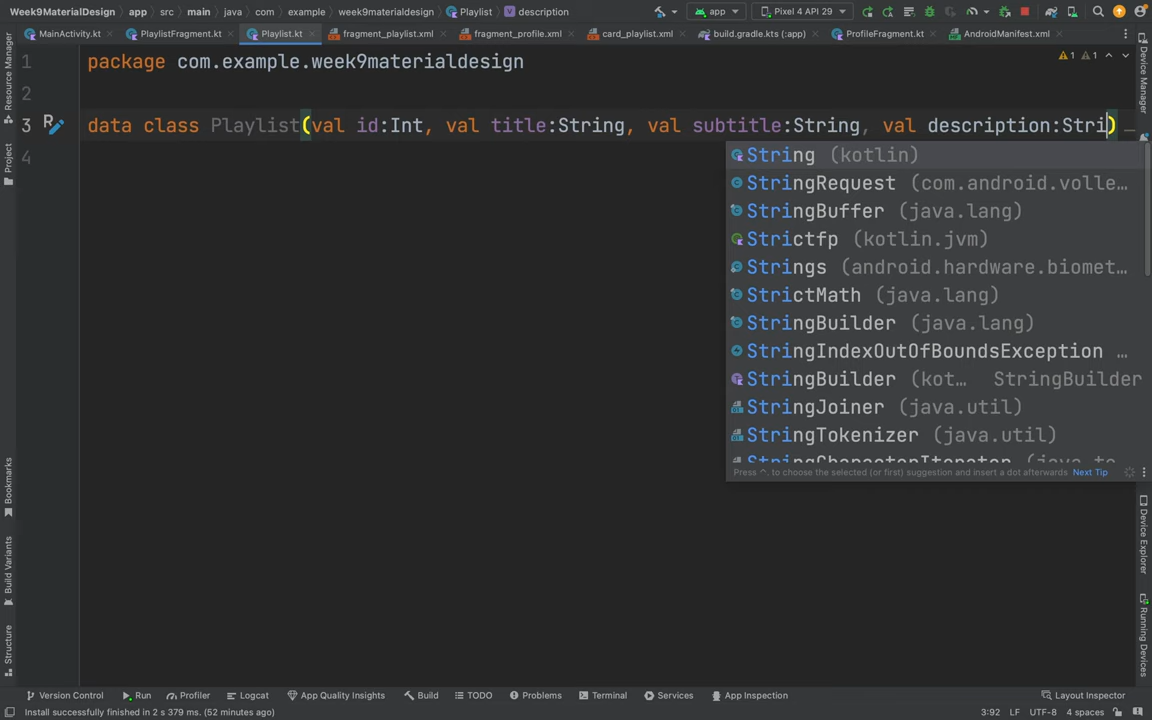 Week9MaterialDesign app src main java com example week9materialdesign Playlist description app Pixel 4 API 29
MainActivity.kt PlaylistFragment.kt Playlist.kt fragment_playlist.xml fragment_profile.xml card_playlist.xml build.gradle.kts (:app) ProfileFragment.kt AndroidManifest.xml
Resource Manager
Project
Bookmarks
Build Variants
Structure
1 package com.example.week9materialdesign
2
3 data class Playlist(val id:Int, val title:String, val subtitle:String, val description:Stri)
4
1 1
String (kotlin)
StringRequest (com.android.volle…
StringBuffer (java.lang)
Strictfp (kotlin.jvm)
Strings (android.hardware.biomet…
StrictMath (java.lang)
StringBuilder (java.lang)
StringIndexOutOfBoundsException …
StringBuilder (kot… StringBuilder
StringJoiner (java.util)
StringTokenizer (java.util)
StringCharacterIterator (java.te
Press ^. to choose the selected (or first) suggestion and insert a dot afterwards Next Tip
Device Manager
Device Explorer
Running Devices
Version Control Run Profiler Logcat App Quality Insights Build TODO Problems Terminal Services App Inspection Layout Inspector
Install successfully finished in 2 s 379 ms. (52 minutes ago) 3:92 LF UTF-8 4 spaces